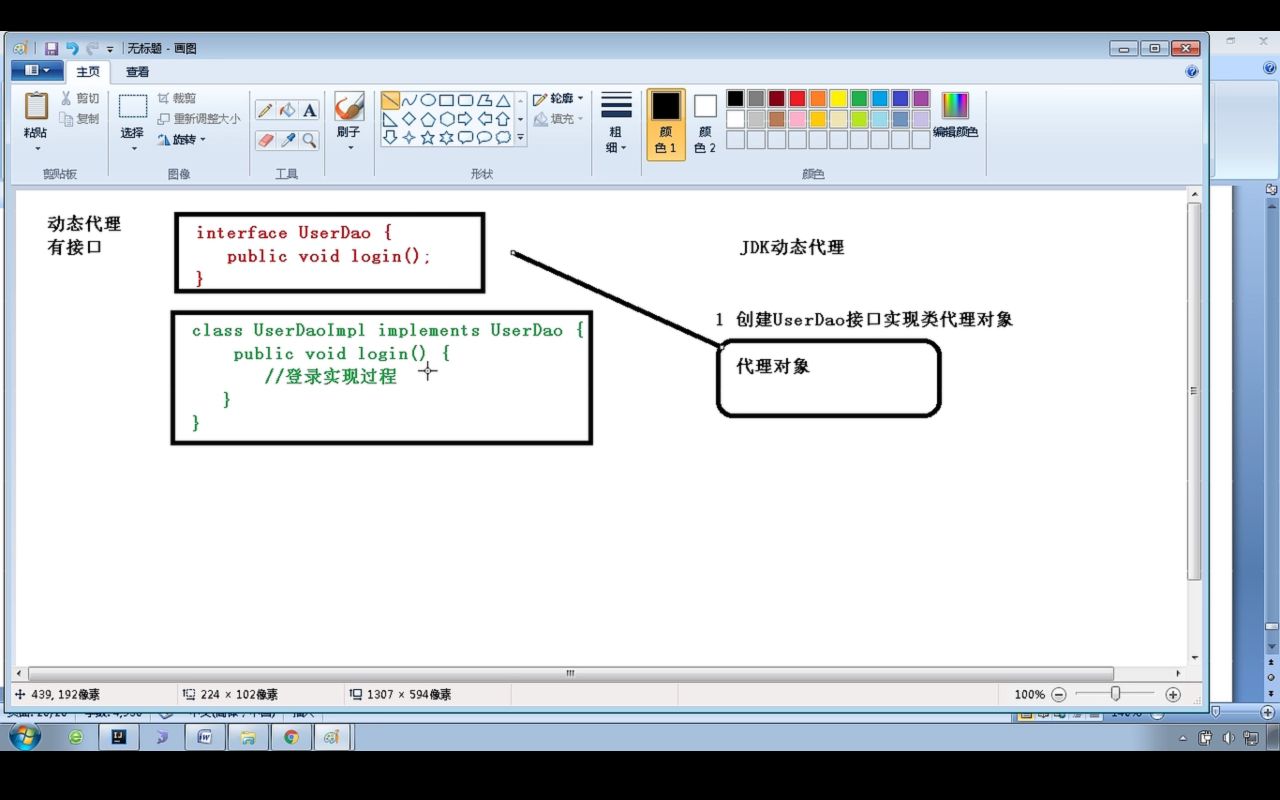 无标题 - 画图
主页
查看
粘贴
剪切
复制
剪贴板
选择
裁剪
重新调整大小
旋转
图像
A
工具
刷子
形状
轮廓
填充
粗
细
颜
色 1
颜
色 2
编辑颜色
颜色
动态代理
有接口
interface UserDao {
public void login();
}
class UserDaoImpl implements UserDao {
public void login() {
//登录实现过程
}
}
JDK动态代理
1 创建UserDao接口实现类代理对象
代理对象
439, 192像素
224 × 102像素
1307 × 594像素
100%